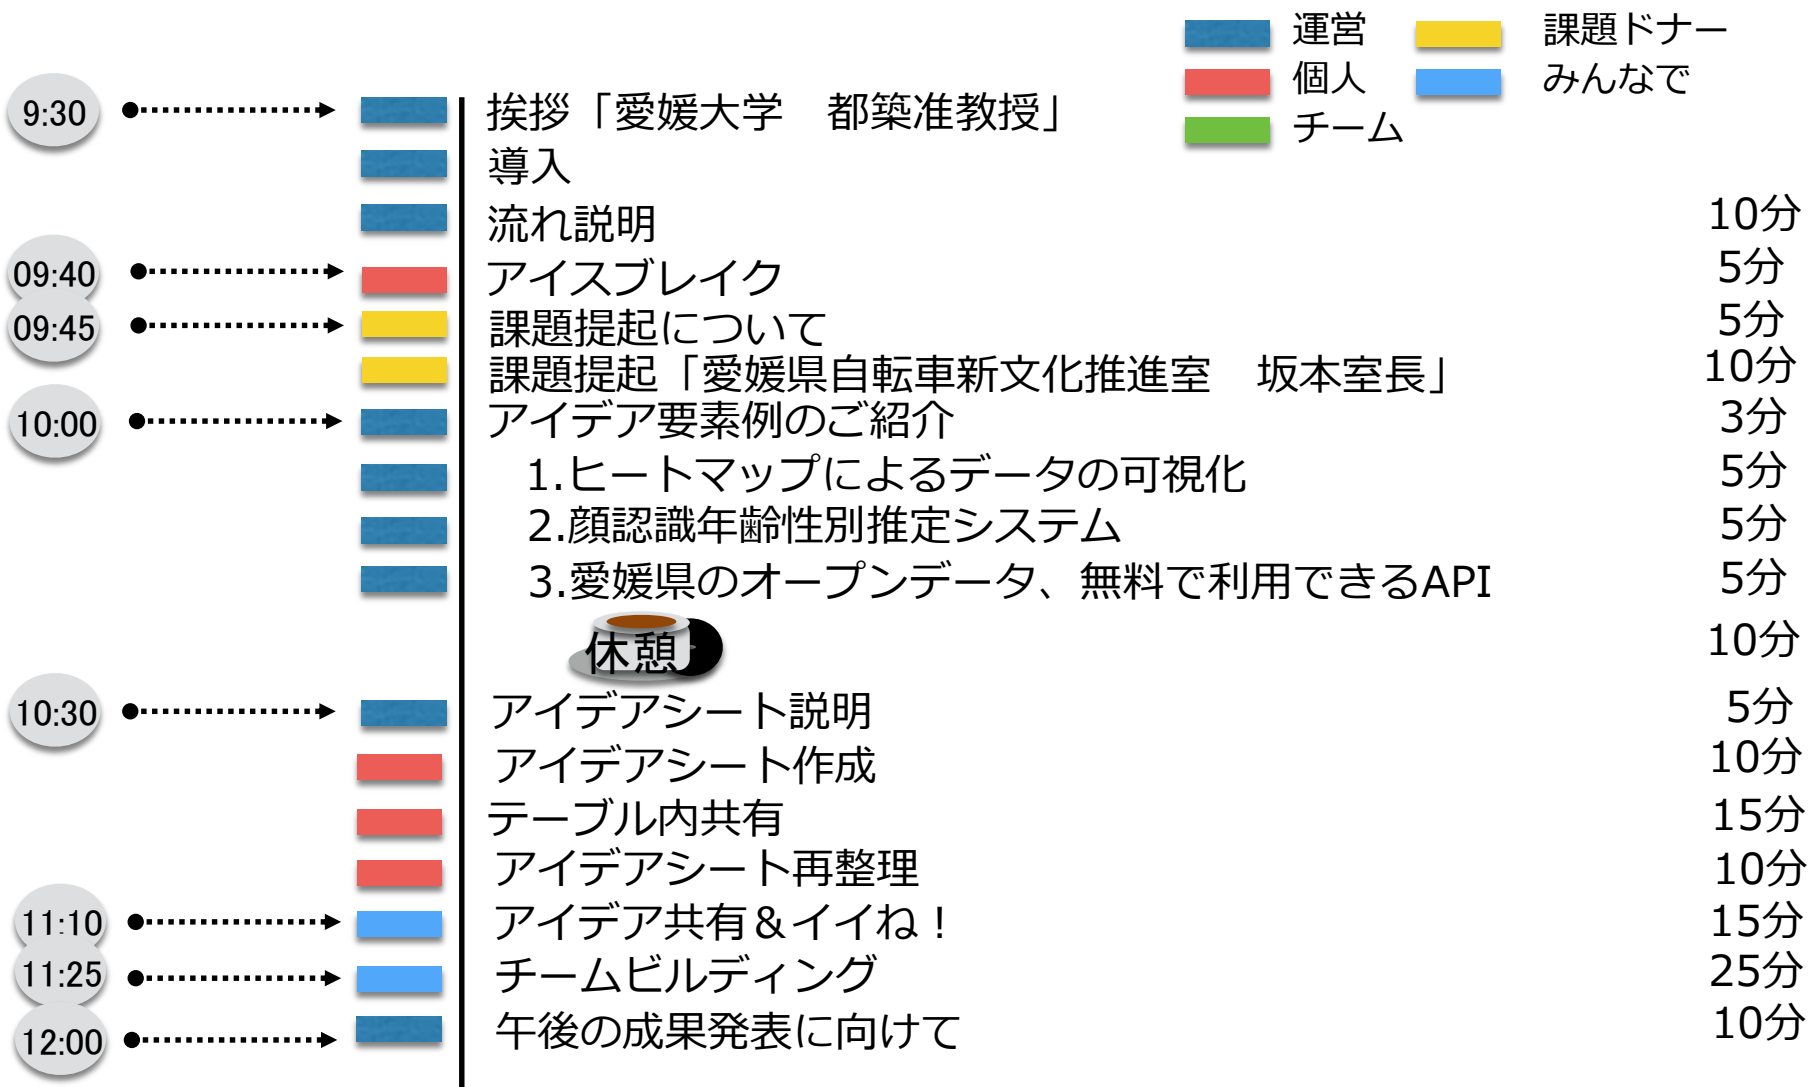 運営 課題ドナー
個人 みんなで
チーム
9:30 挨拶「愛媛大学　都築准教授」
導入
流れ説明 10分
09:40 アイスブレイク 5分
09:45 課題提起について 5分
課題提起「愛媛県自転車新文化推進室　坂本室長」 10分
10:00 アイデア要素例のご紹介 3分
1.ヒートマップによるデータの可視化 5分
2.顔認識年齢性別推定システム 5分
3.愛媛県のオープンデータ、無料で利用できるAPI 5分
休憩 10分
10:30 アイデアシート説明 5分
アイデアシート作成 10分
テーブル内共有 15分
アイデアシート再整理 10分
11:10 アイデア共有＆イイね！ 15分
11:25 チームビルディング 25分
12:00 午後の成果発表に向けて 10分